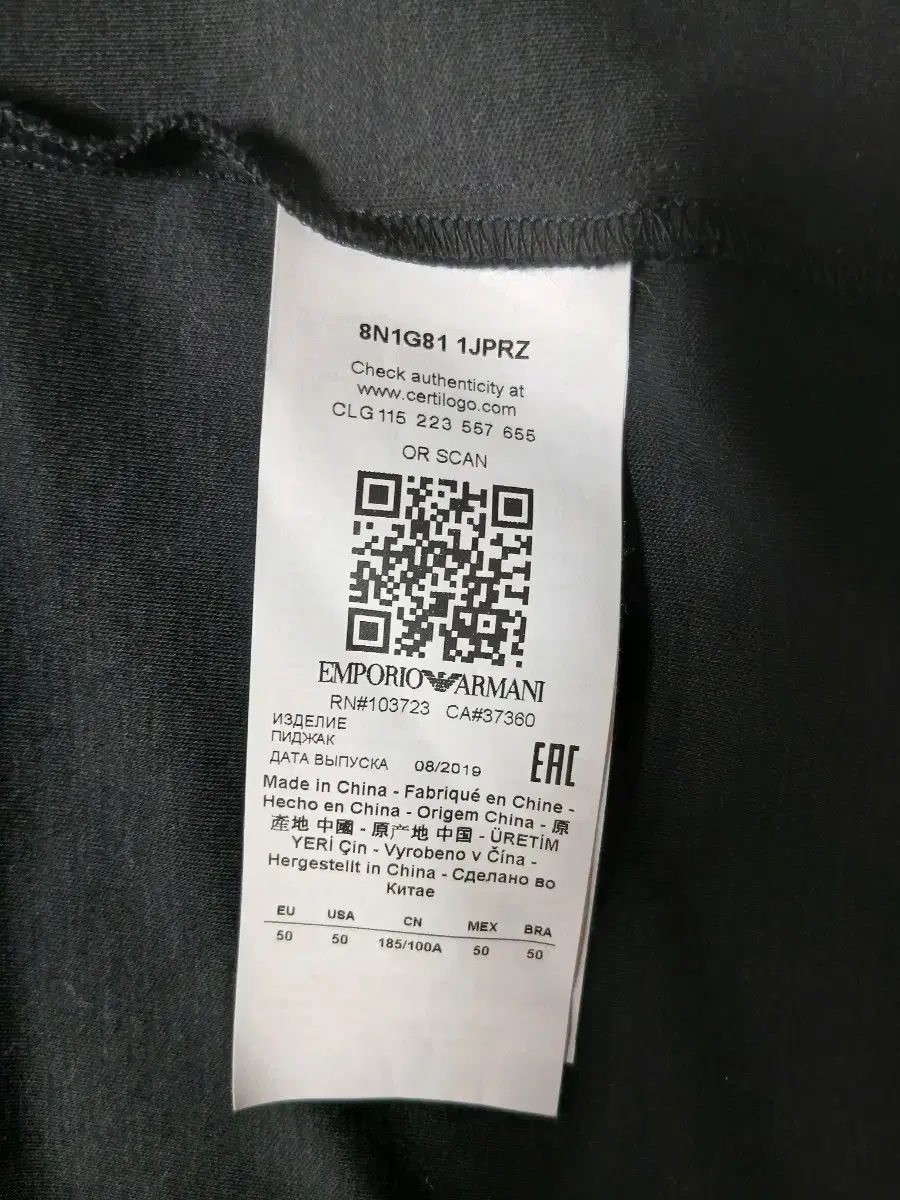 8N1G81 1JPRZ
Check authenticity at
www.certilogo.com
CLG 115 223 557 655
OR SCAN
EMPORIO ARMANI
RN#103723 CA#37360
ИЗДЕЛИЕ
ПИДЖАК
ДАТА ВЫПУСКА 08/2019
EAC
Made in China - Fabriqué en Chine -
Hecho en China - Origem China - 原
產地 中國 - 原产地 中国 - ÜRETİM
YERİ Çin - Vyrobeno v Čína -
Hergestellt in China - Сделано во
Китае
EU USA CN MEX BRA
50 50 185/100A 50 50